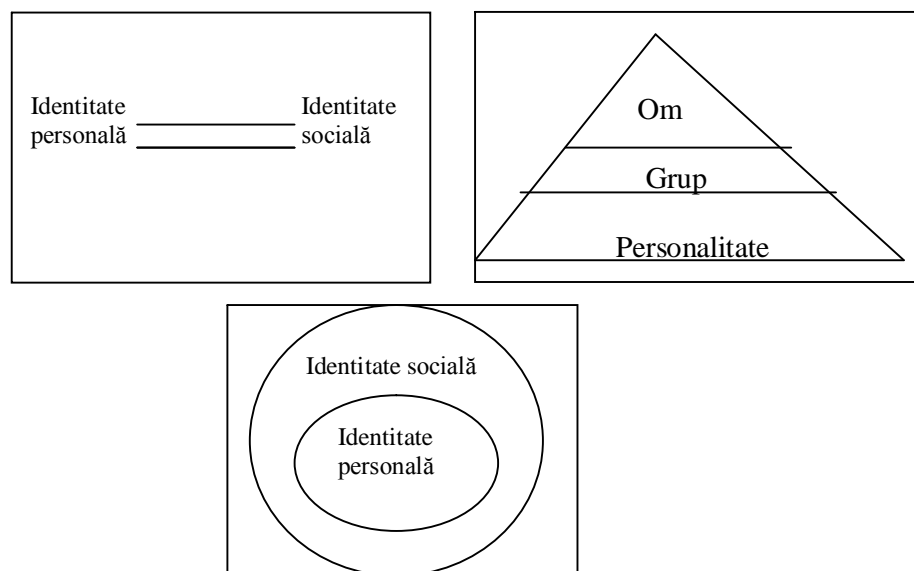 Identitate
personală
Identitate
socială
Om
Grup
Personalitate
Identitate socială
Identitate
personală